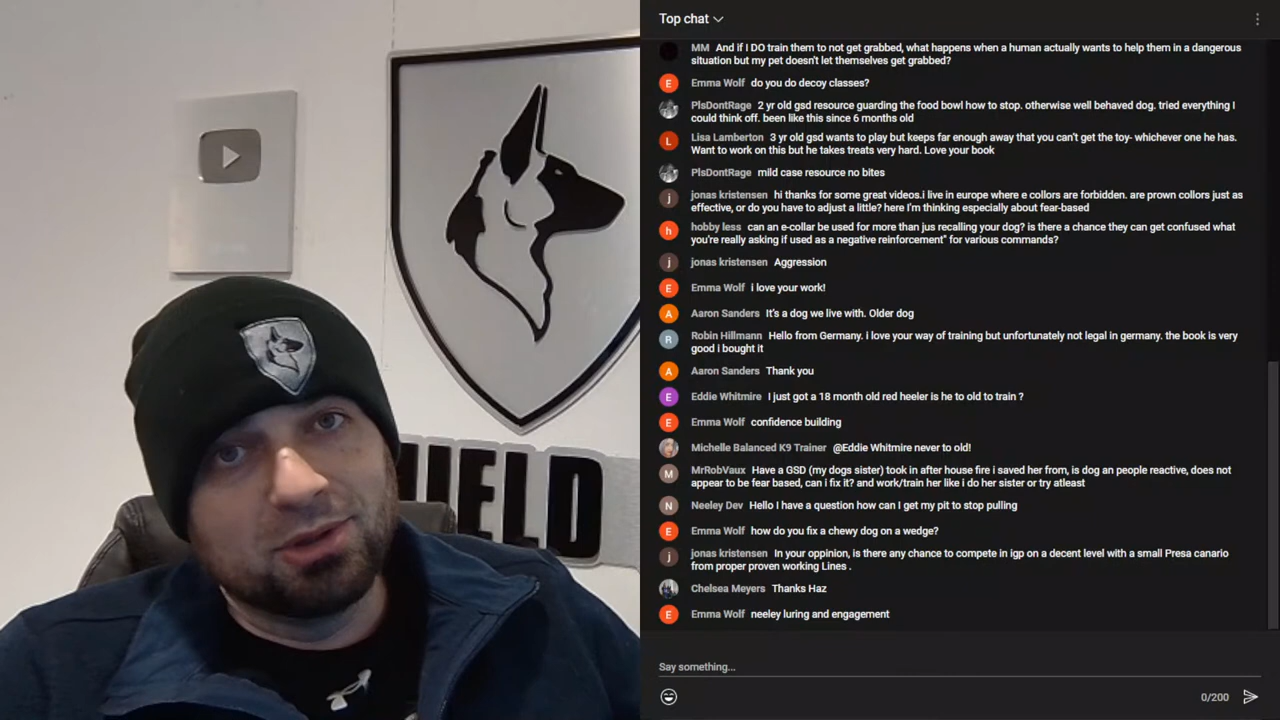 Top chat
MM And if I DO train them to not get grabbed, what happens when a human actually wants to help them in a dangerous
situation but my pet doesn't let themselves get grabbed?
E Emma Wolf do you do decoy classes?
PlsDontRage 2 yr old gsd resource guarding the food bowl how to stop. otherwise well behaved dog. tried everything I
could think off. been like this since 6 months old
L Lisa Lamberton 3 yr old gsd wants to play but keeps far enough away that you can't get the toy- whichever one he has.
Want to work on this but he takes treats very hard. Love your book
PlsDontRage mild case resource no bites
j jonas kristensen hi thanks for some great videos.i live in europe where e collors are forbidden. are prown collors just as
effective, or do you have to adjust a little? here I'm thinking especially about fear-based
h hobby less can an e-collar be used for more than jus recalling your dog? is there a chance they can get confused what
you're really asking if used as a negative reinforcement" for various commands?
j jonas kristensen Aggression
E Emma Wolf i love your work!
A Aaron Sanders It's a dog we live with. Older dog
R Robin Hillmann Hello from Germany. i love your way of training but unfortunately not legal in germany. the book is very
good i bought it
A Aaron Sanders Thank you
E Eddie Whitmire I just got a 18 month old red heeler is he to old to train ?
E Emma Wolf confidence building
Michelle Balanced K9 Trainer @Eddie Whitmire never to old!
M MrRobVaux Have a GSD (my dogs sister) took in after house fire i saved her from, is dog an people reactive, does not
appear to be fear based, can i fix it? and work/train her like i do her sister or try atleast
N Neeley Dev Hello I have a question how can I get my pit to stop pulling
E Emma Wolf how do you fix a chewy dog on a wedge?
j jonas kristensen In your oppinion, is there any chance to compete in igp on a decent level with a small Presa canario
from proper proven working Lines .
Chelsea Meyers Thanks Haz
E Emma Wolf neeley luring and engagement
Say something...
0/200
HIELD